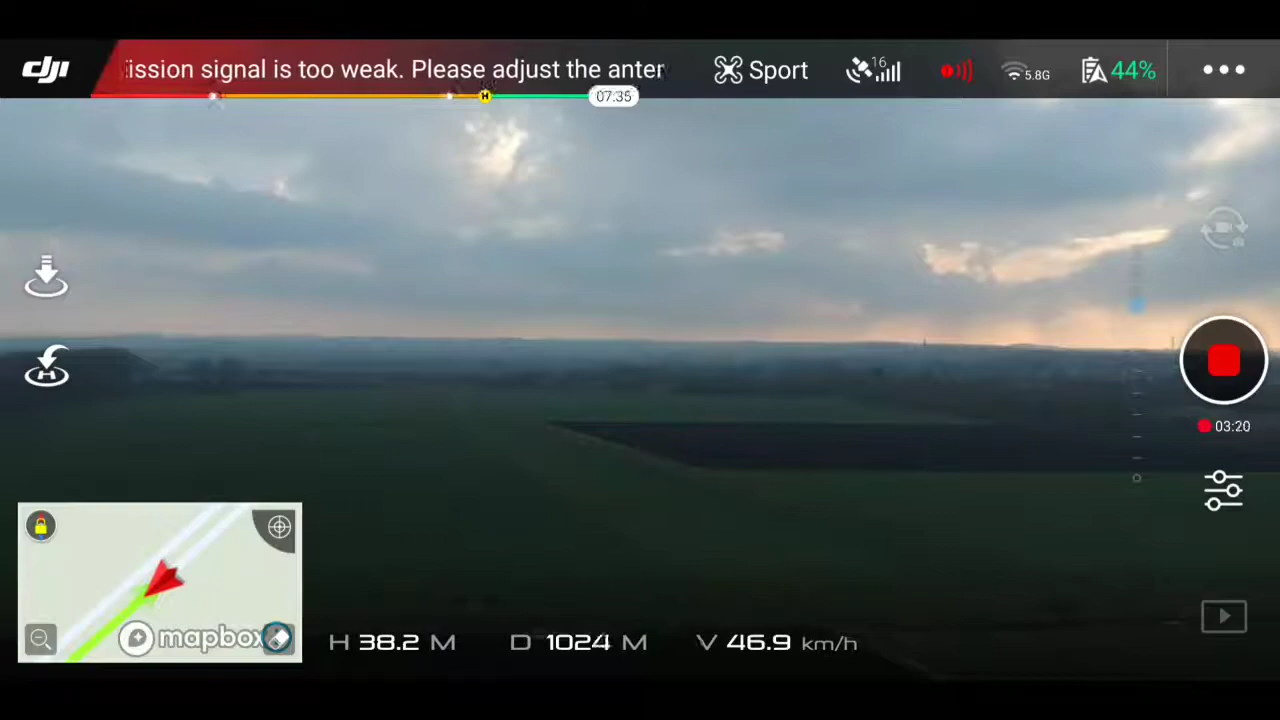 dji
ission signal is too weak. Please adjust the anter
Sport
16
5.8G
44%
H
07:35
H
03:20
mapbox
H 38.2 M
D 1024 M
V 46.9 km/h